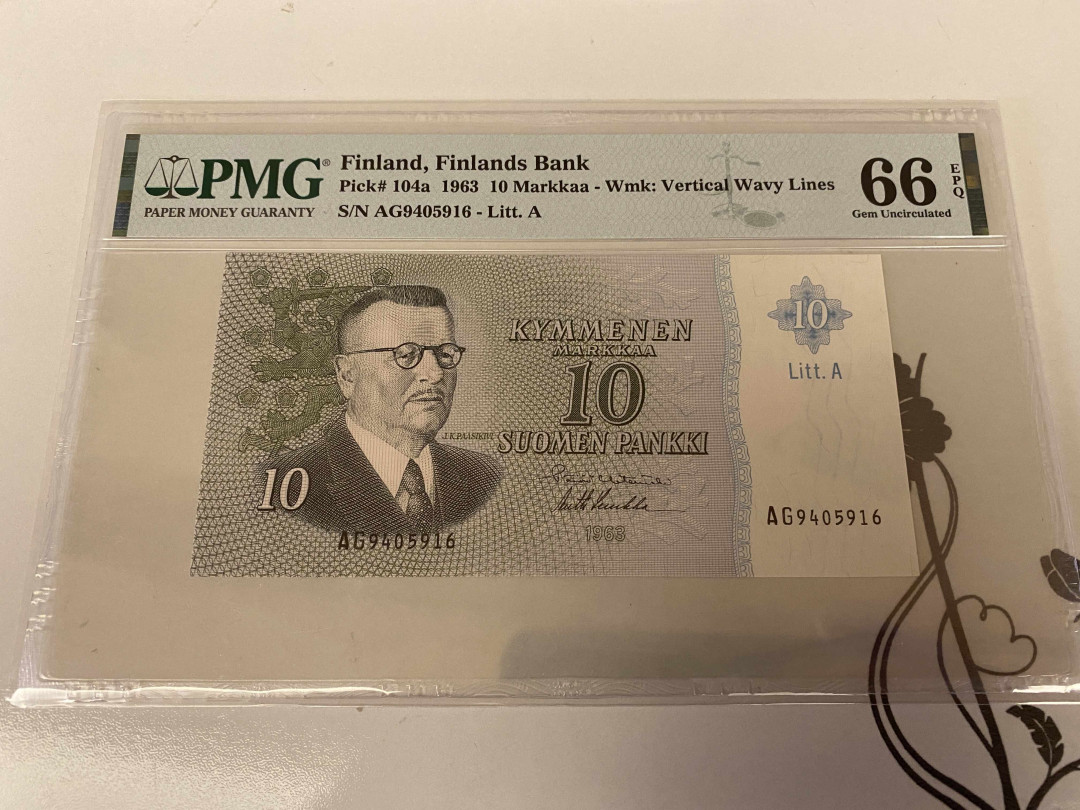 PMG®
PAPER MONEY GUARANTY
Finland, Finlands Bank
Pick# 104a 1963 10 Markkaa - Wmk: Vertical Wavy Lines
S/N AG9405916 - Litt. A
66
EPQ
Gem Uncirculated
10
Litt. A
KYMMENEN
MARKKAA
10
J.K.PAASIKIVI
SUOMEN PANKKI
10
AG9405916
1963
AG9405916